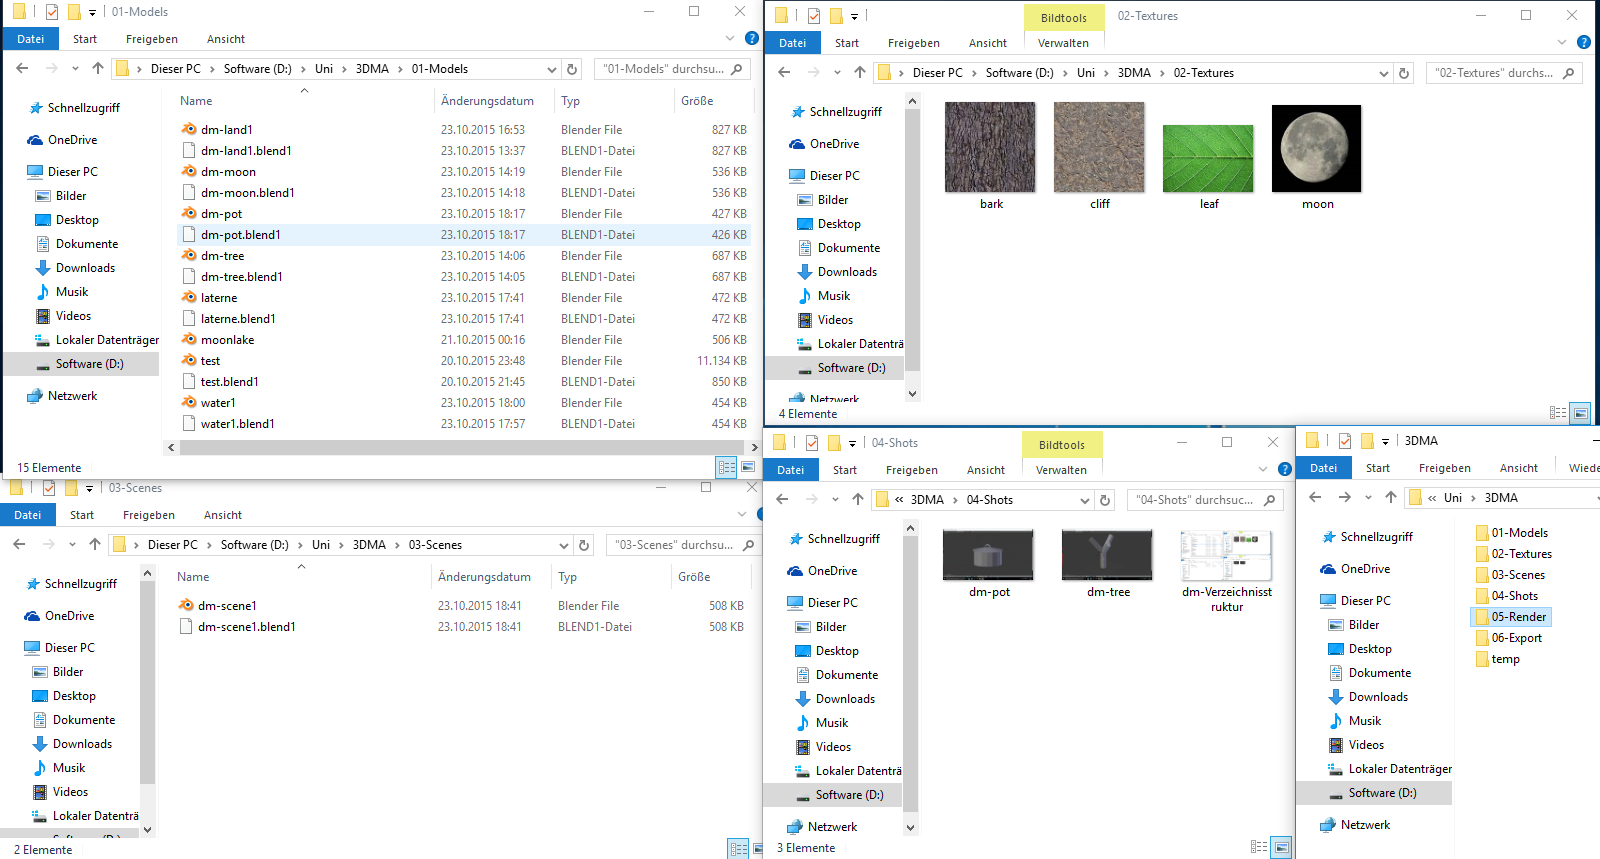 01-Models
Datei Start Freigeben Ansicht
Dieser PC Software (D:) Uni 3DMA 01-Models "01-Models" durchsu...
Schnellzugriff
OneDrive
Dieser PC
Bilder
Desktop
Dokumente
Downloads
Musik
Videos
Lokaler Datenträger
Software (D:)
Netzwerk
Name Änderungsdatum Typ Größe
dm-land1 23.10.2015 16:53 Blender File 827 KB
dm-land1.blend1 23.10.2015 13:37 BLEND1-Datei 827 KB
dm-moon 23.10.2015 14:19 Blender File 536 KB
dm-moon.blend1 23.10.2015 14:18 BLEND1-Datei 536 KB
dm-pot 23.10.2015 18:17 Blender File 427 KB
dm-pot.blend1 23.10.2015 18:17 BLEND1-Datei 426 KB
dm-tree 23.10.2015 14:06 Blender File 687 KB
dm-tree.blend1 23.10.2015 14:05 BLEND1-Datei 687 KB
laterne 23.10.2015 17:41 Blender File 472 KB
laterne.blend1 23.10.2015 17:41 BLEND1-Datei 472 KB
moonlake 21.10.2015 00:16 Blender File 506 KB
test 20.10.2015 23:48 Blender File 11.134 KB
test.blend1 20.10.2015 21:45 BLEND1-Datei 850 KB
water1 23.10.2015 18:00 Blender File 454 KB
water1.blend1 23.10.2015 17:57 BLEND1-Datei 454 KB
15 Elemente
Bildtools 02-Textures
Datei Start Freigeben Ansicht Verwalten
Dieser PC Software (D:) Uni 3DMA 02-Textures "02-Textures" durchs...
Schnellzugriff
OneDrive
Dieser PC
Bilder
Desktop
Dokumente
Downloads
Musik
Videos
Lokaler Datenträ
Software (D:)
Netzwerk
bark cliff leaf moon
4 Elemente
03-Scenes
Datei Start Freigeben Ansicht
Dieser PC Software (D:) Uni 3DMA 03-Scenes "03-Scenes" durchsu...
Schnellzugriff
OneDrive
Dieser PC
Bilder
Desktop
Dokumente
Downloads
Musik
Videos
Lokaler Datenträ
Software (D:)
Name Änderungsdatum Typ Größe
dm-scene1 23.10.2015 18:41 Blender File 508 KB
dm-scene1.blend1 23.10.2015 18:41 BLEND1-Datei 508 KB
2 Elemente
04-Shots Bildtools
Datei Start Freigeben Ansicht Verwalten
« 3DMA 04-Shots "04-Shots" durchsuc...
Schnellzugriff
OneDrive
Dieser PC
Bilder
Desktop
Dokumente
Downloads
Musik
Videos
Lokaler Datenträ
Software (D:)
Netzwerk
dm-pot dm-tree dm-Verzeichnisst
ruktur
3 Elemente
3DMA
Datei Start Freigeben Ansicht Wiede
« Uni 3DMA
Schnellzugriff
OneDrive
Dieser PC
Bilder
Desktop
Dokumente
Downloads
Musik
Videos
Lokaler Datenträger
Software (D:)
Netzwerk
01-Models
02-Textures
03-Scenes
04-Shots
05-Render
06-Export
temp